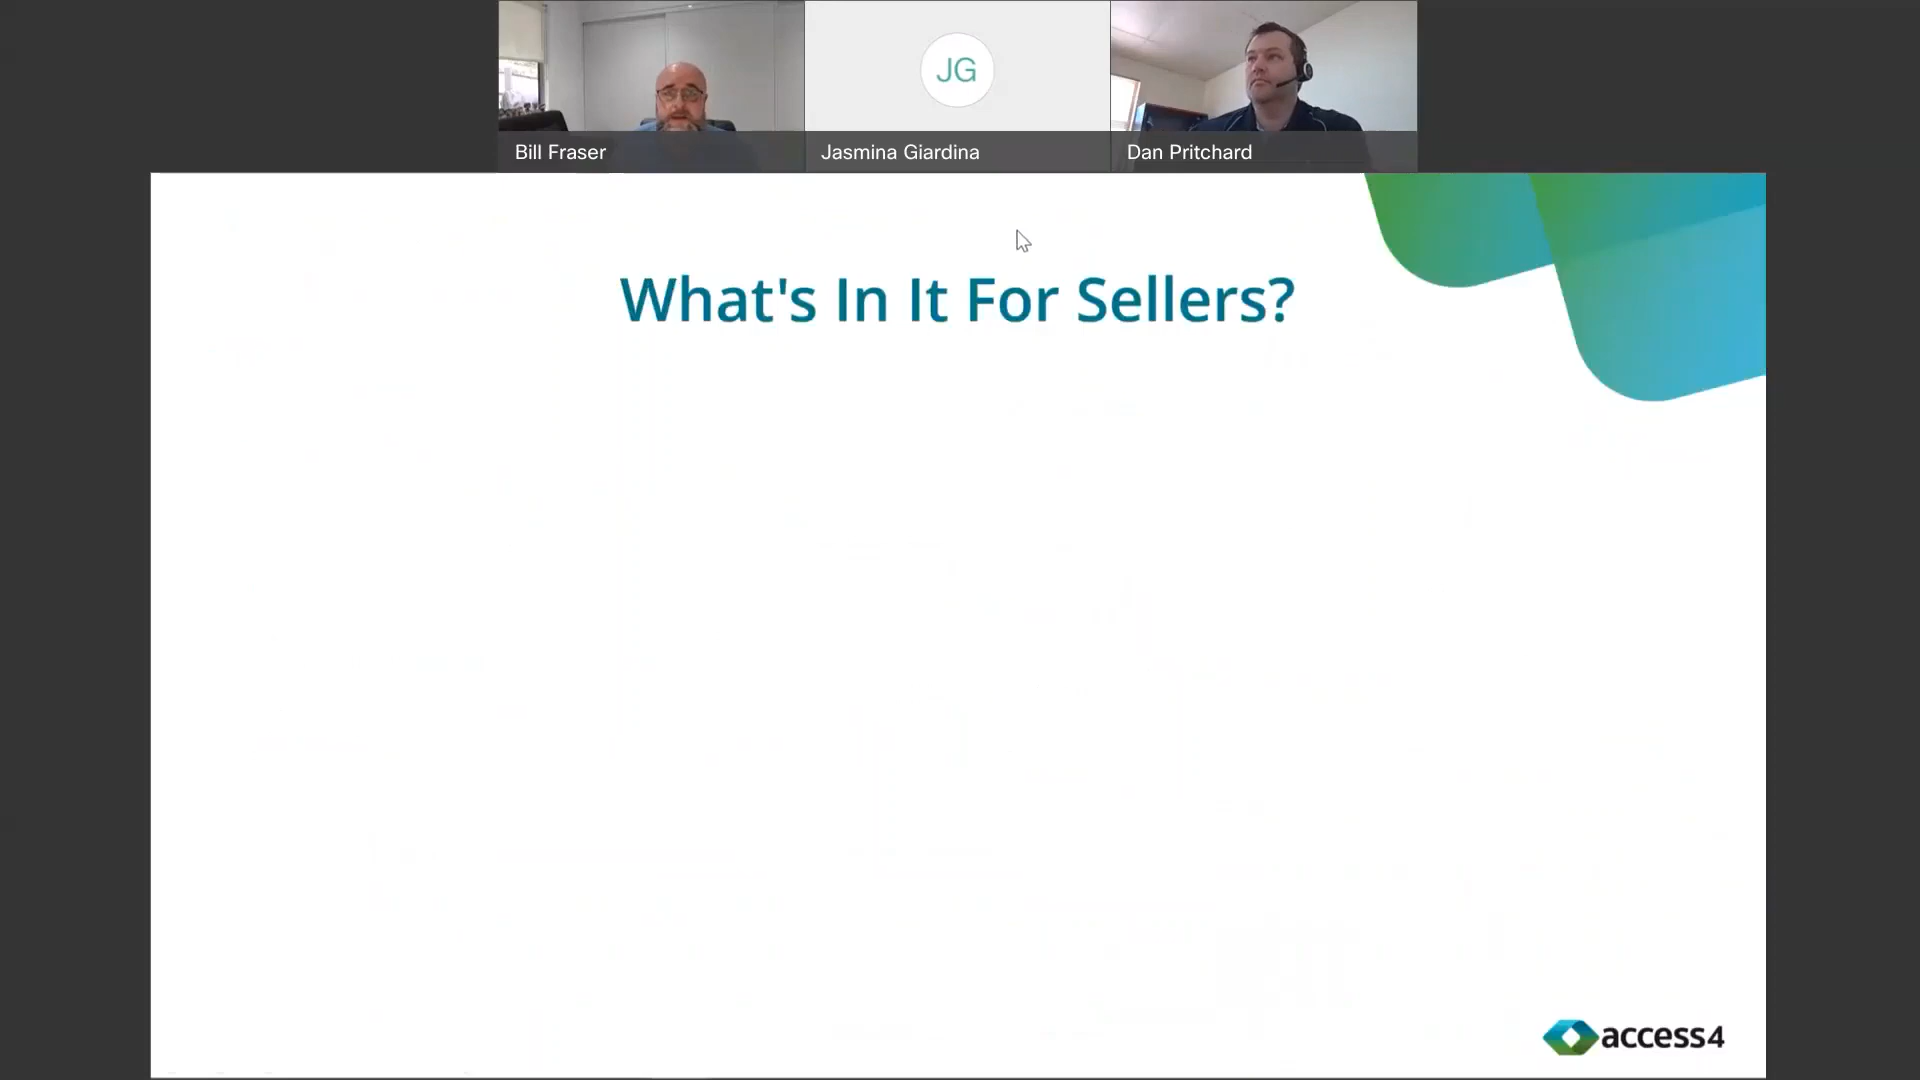 JG
Bill Fraser
Jasmina Giardina
Dan Pritchard
What's In It For Sellers?
access4